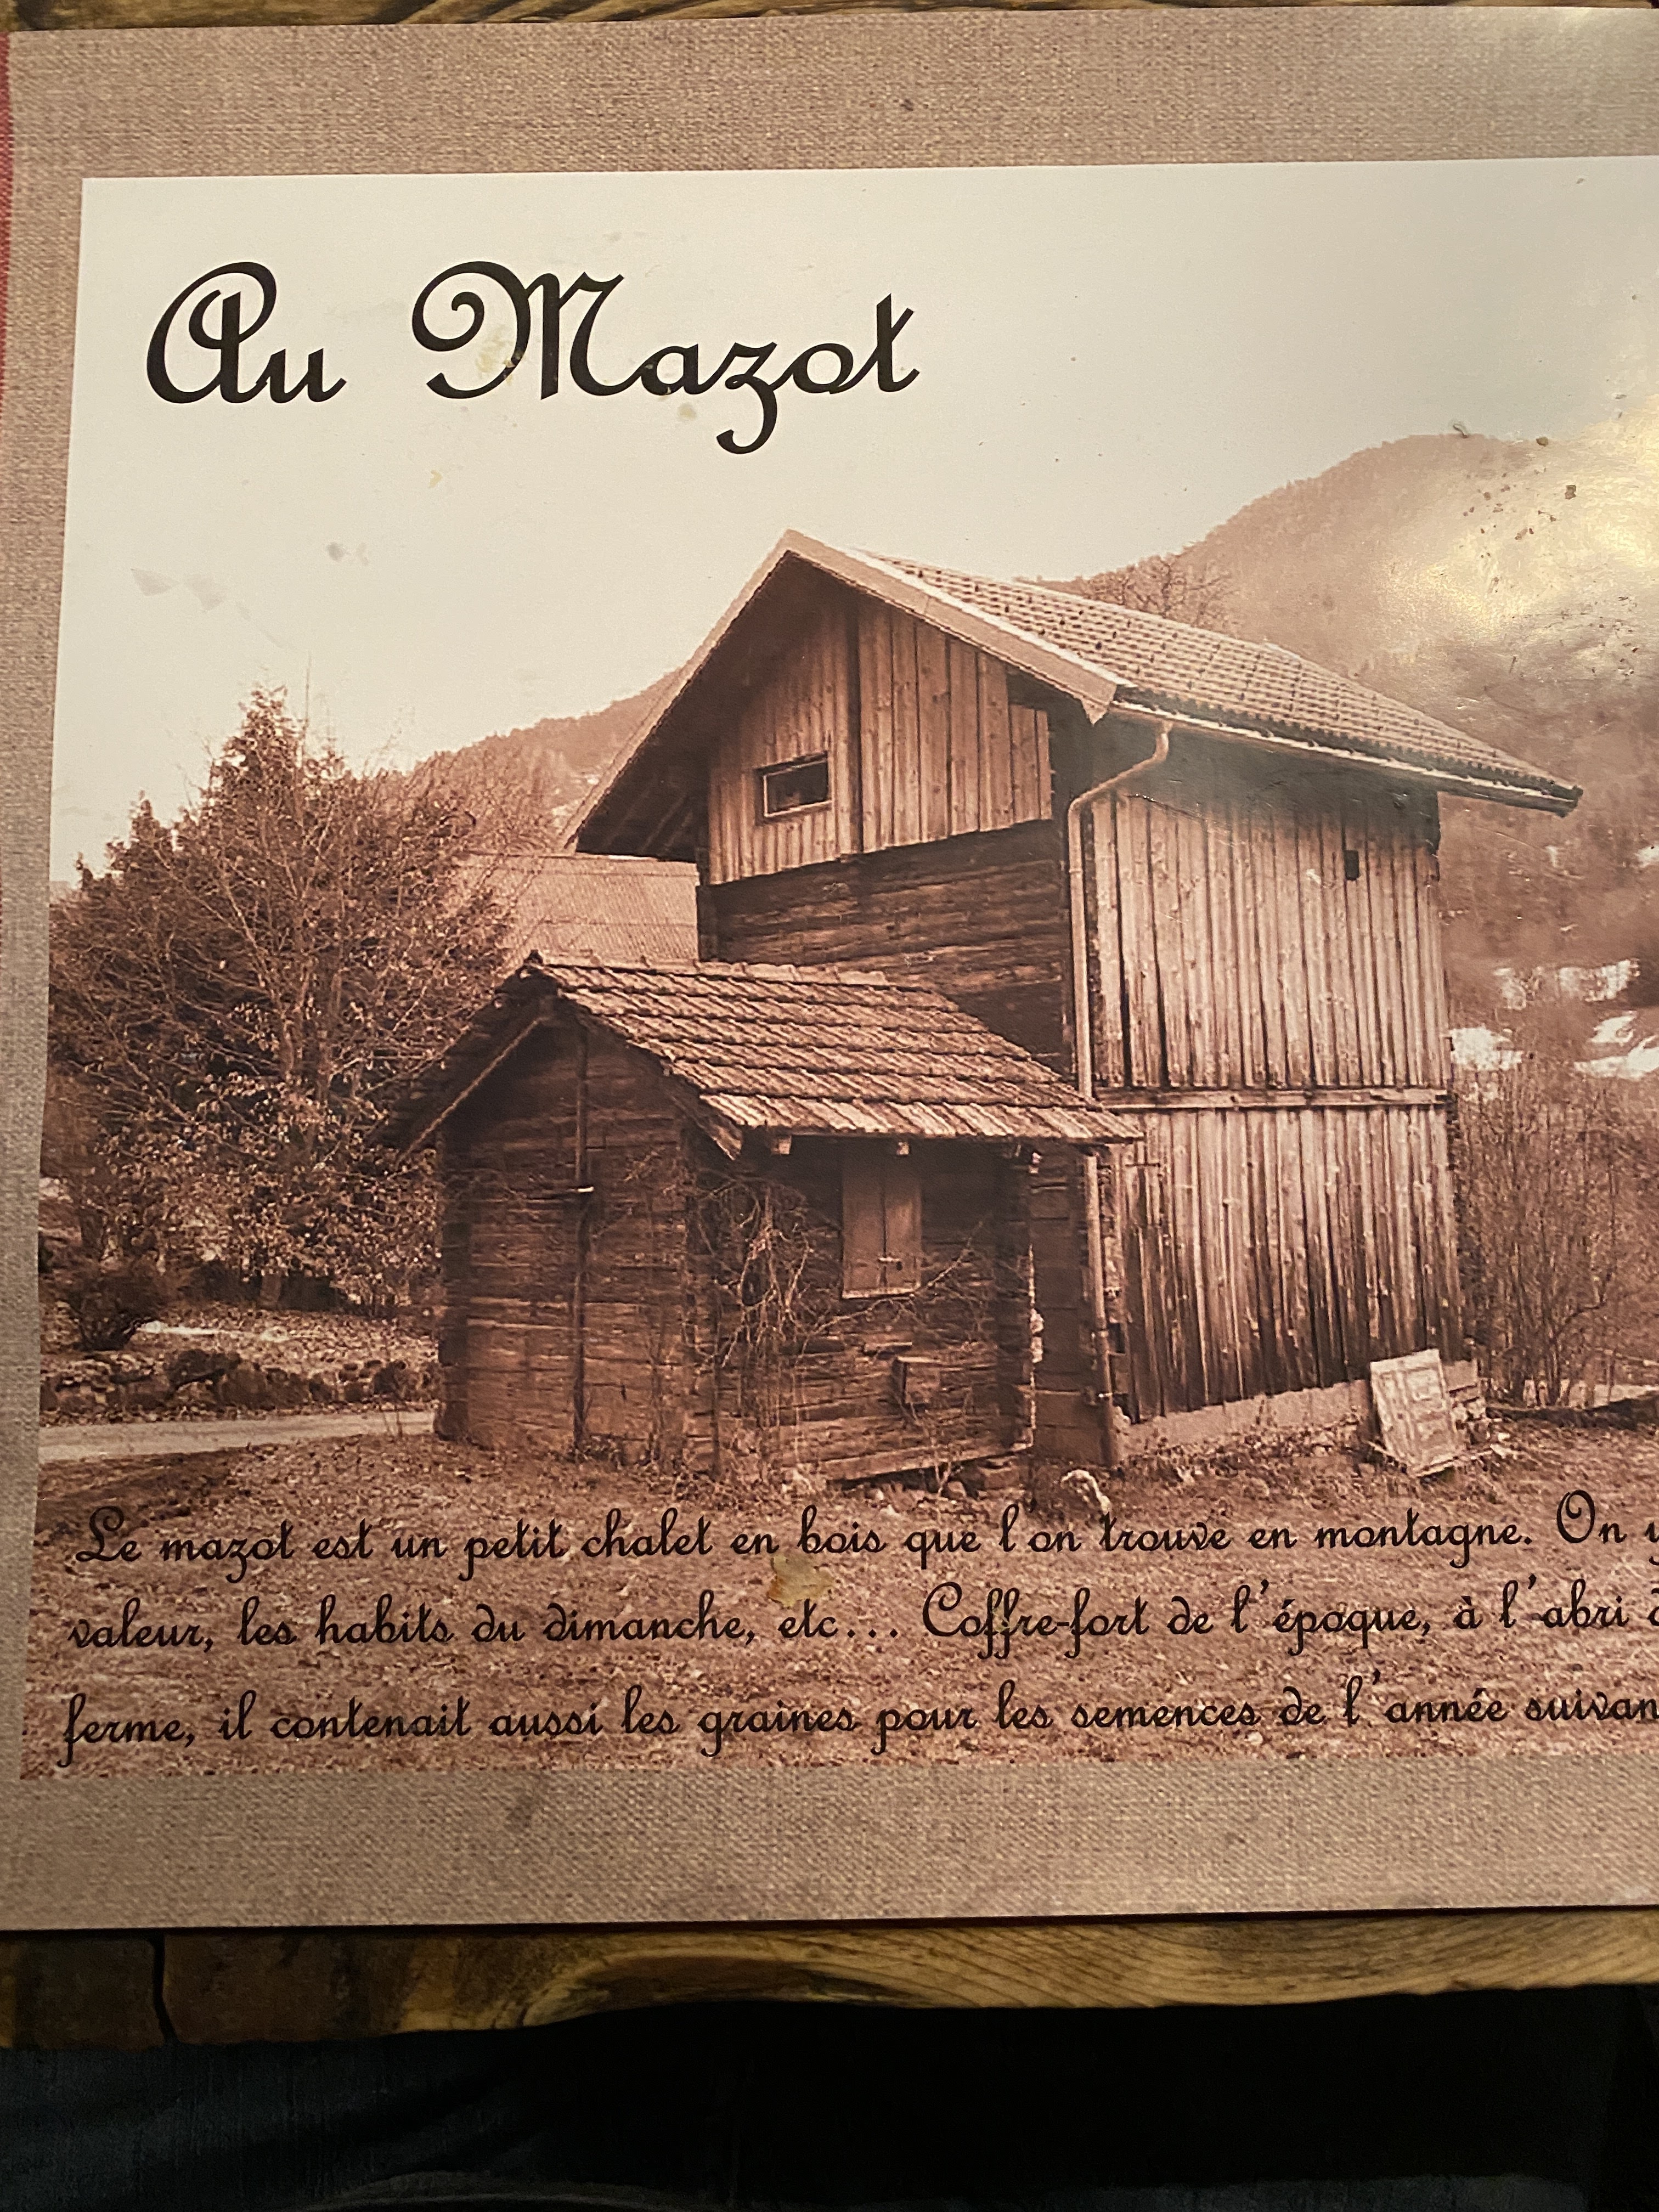 Au Mazot
Le mazot est un petit chalet en bois que l'on trouve en montagne. On
valeur, les habits du dimanche, etc... Coffre-fort de l'époque, à l'abri
ferme, il contenait aussi les graines pour les semences de l'année